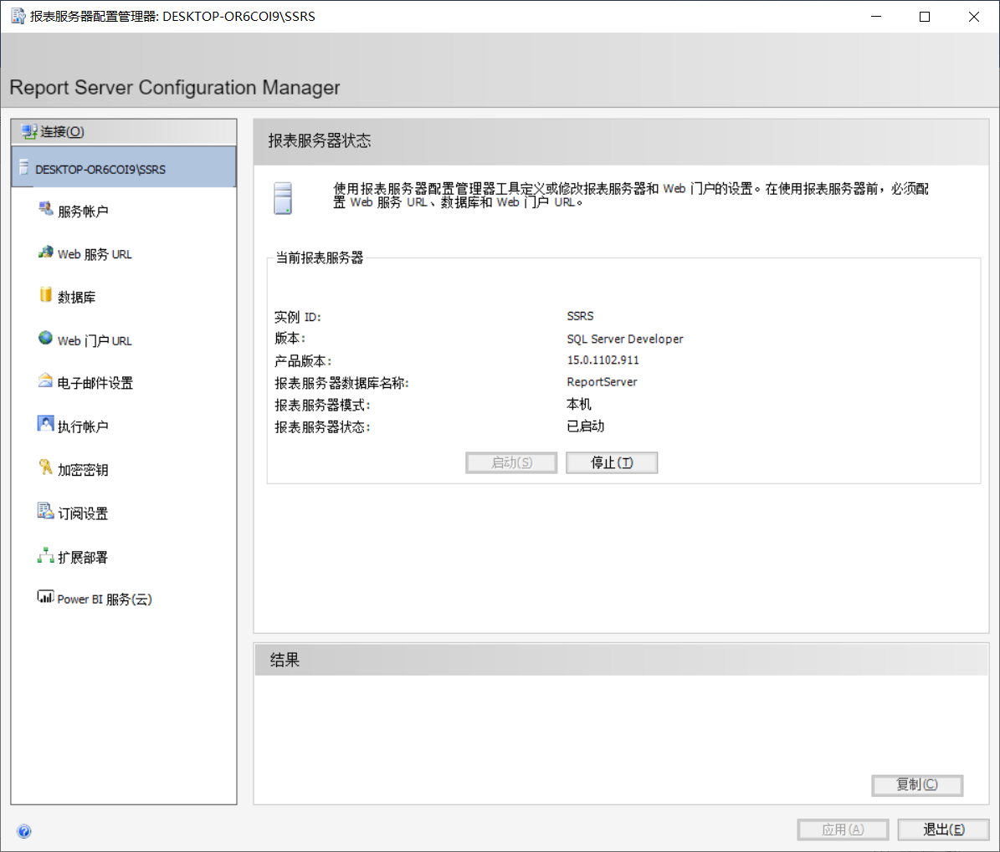 报表服务器配置管理器: DESKTOP-OR6COI9\SSRS
Report Server Configuration Manager
连接(O)
DESKTOP-OR6COI9\SSRS
服务帐户
Web 服务 URL
数据库
Web 门户 URL
电子邮件设置
执行帐户
加密密钥
订阅设置
扩展部署
Power BI 服务(云)
报表服务器状态
使用报表服务器配置管理器工具定义或修改报表服务器和 Web 门户的设置。在使用报表服务器前，必须配
置 Web 服务 URL、数据库和 Web 门户 URL。
当前报表服务器
实例 ID: SSRS
版本: SQL Server Developer
产品版本: 15.0.1102.911
报表服务器数据库名称: ReportServer
报表服务器模式: 本机
报表服务器状态: 已启动
启动(S) 停止(T)
结果
复制(C)
应用(A) 退出(E)